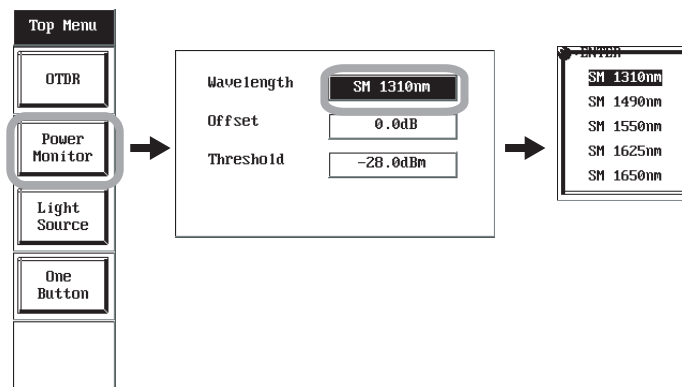 Top Menu
OTDR
Power
Monitor
Light
Source
One
Button
Wavelength SM 1310nm
Offset 0.0dB
Threshold -28.0dBm
ENTER
SM 1310nm
SM 1490nm
SM 1550nm
SM 1625nm
SM 1650nm